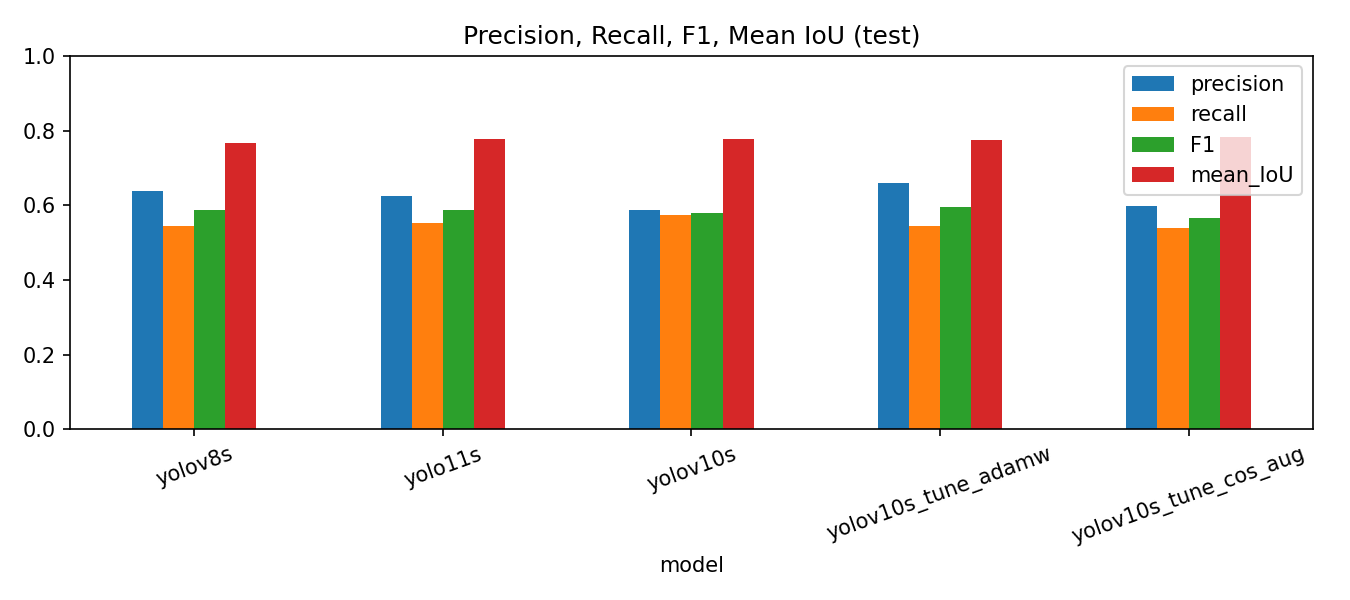 Precision, Recall, F1, Mean IoU (test)
1.0
0.8
0.6
0.4
0.2
0.0
precision
recall
F1
mean_IoU
yolov8s
yolo11s
yolov10s
yolov10s_tune_adamw
yolov10s_tune_cos_aug
model